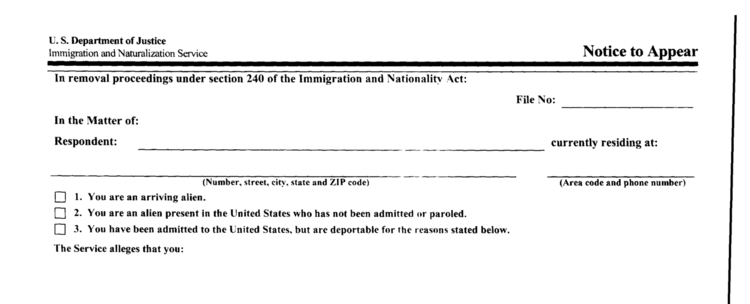 U. S. Department of Justice
Immigration and Naturalization Service
Notice to Appear
In removal proceedings under section 240 of the Immigration and Nationality Act:
File No:
In the Matter of:
Respondent:
currently residing at:
(Number, street, city, state and ZIP code)
(Area code and phone number)
1. You are an arriving alien.
2. You are an alien present in the United States who has not been admitted or paroled.
3. You have been admitted to the United States, but are deportable for the reasons stated below.
The Service alleges that you: